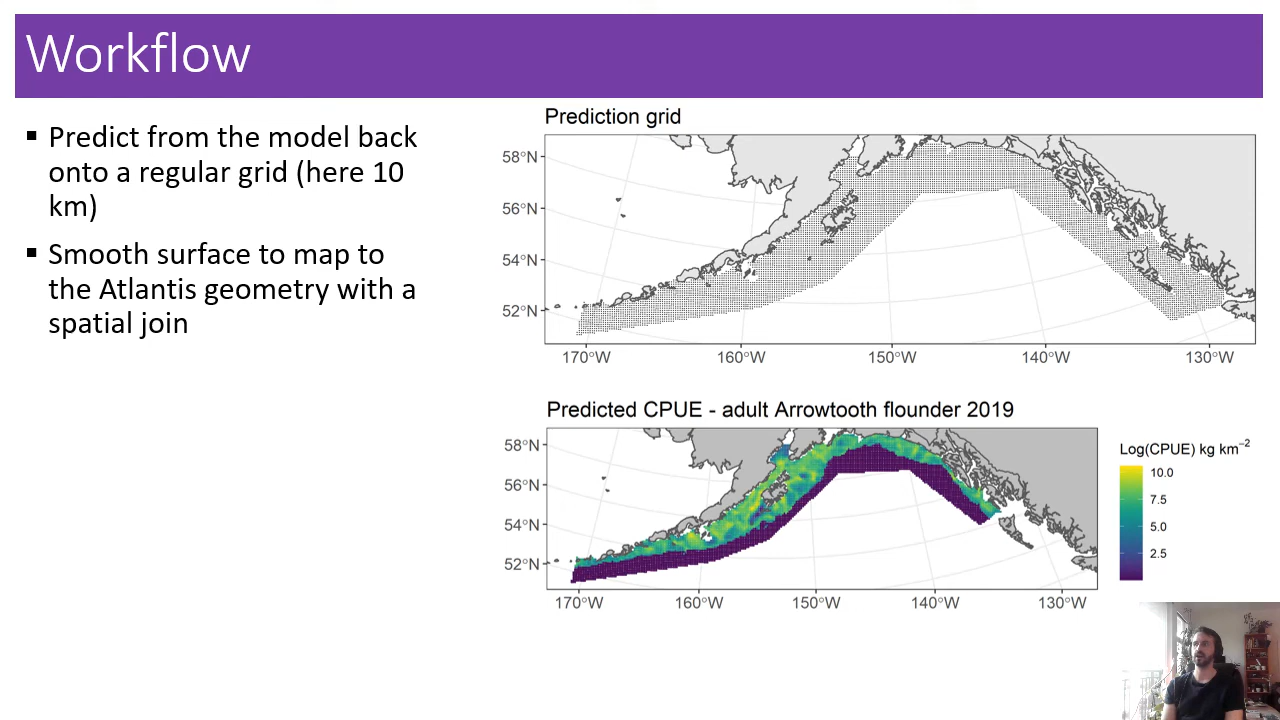 Workflow
▪ Predict from the model back
onto a regular grid (here 10
km)
▪ Smooth surface to map to
the Atlantis geometry with a
spatial join
Prediction grid
58°N
56°N
54°N
52°N
170°W 160°W 150°W 140°W 130°W
Predicted CPUE - adult Arrowtooth flounder 2019
58°N
56°N
54°N
52°N
170°W 160°W 150°W 140°W 130°W
Log(CPUE) kg km⁻²
10.0
7.5
5.0
2.5